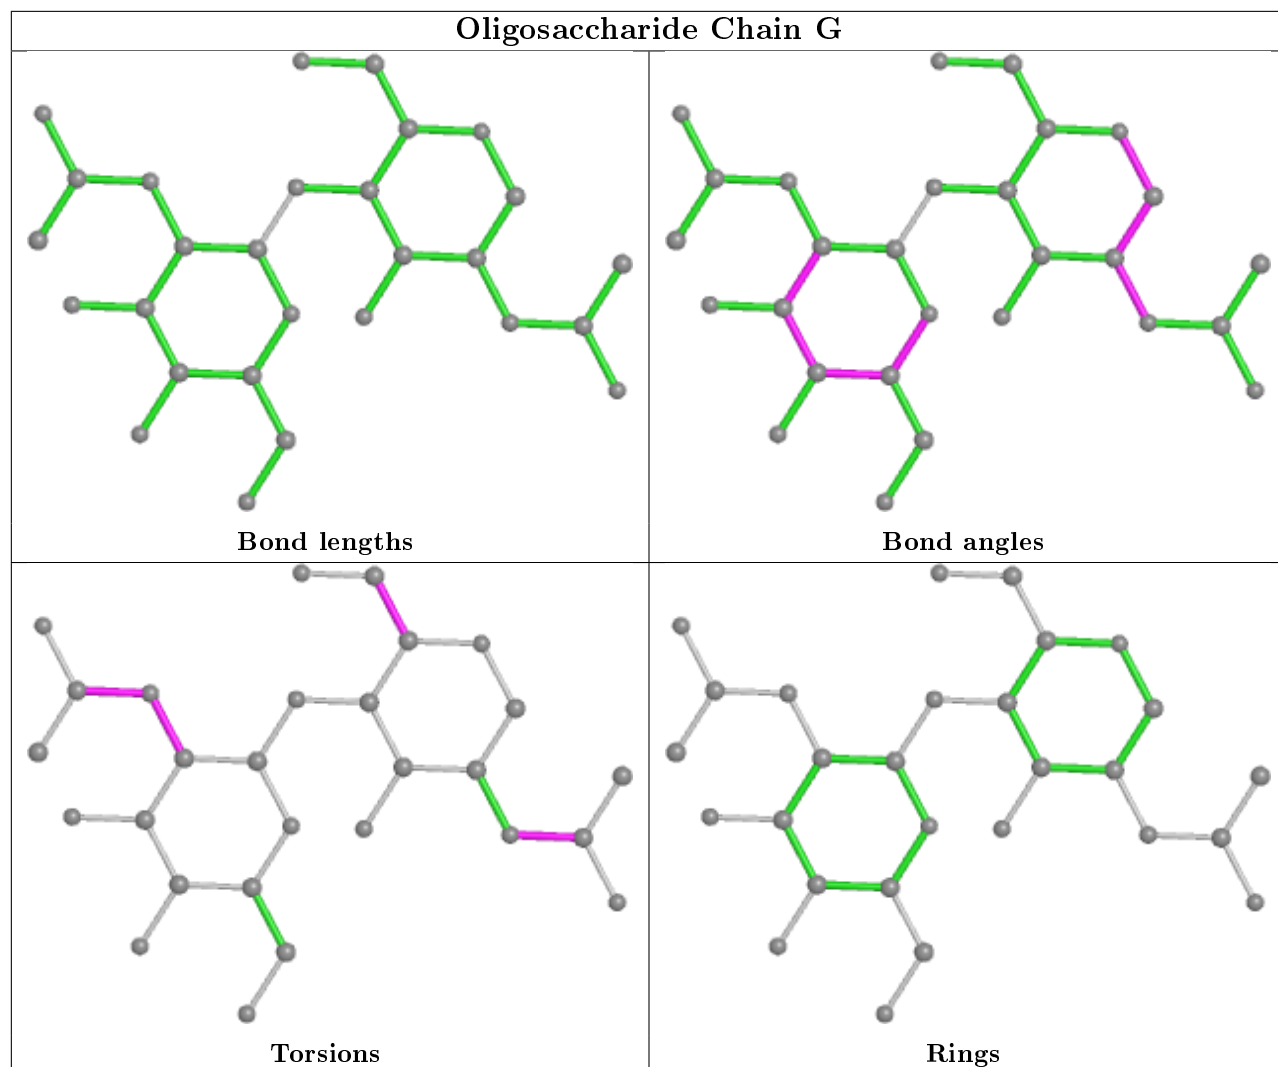 Oligosaccharide Chain G
Bond lengths
Bond angles
Torsions
Rings